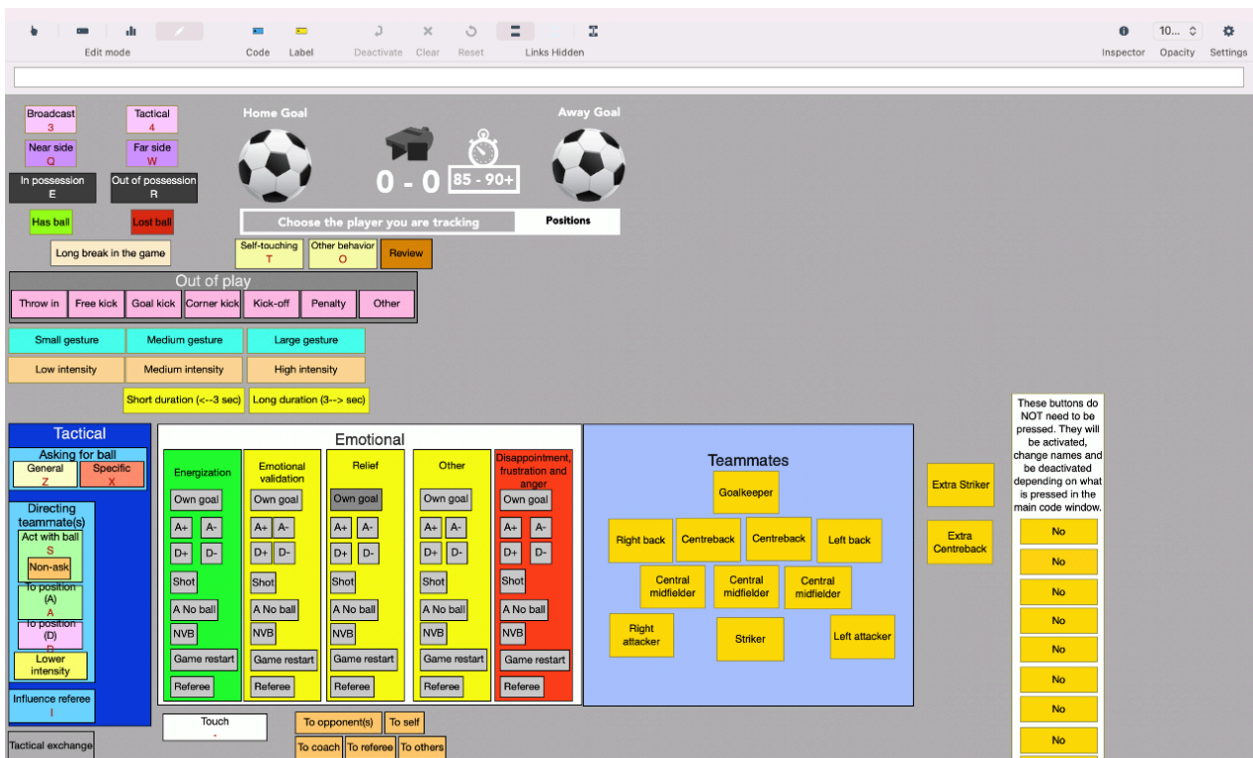 10...
Edit mode
Code
Label
Deactivate
Clear
Reset
Links Hidden
Inspector
Opacity
Settings
Broadcast
3
Tactical
4
Near side
Q
Far side
W
In possession
E
Out of possession
R
Has ball
Lost ball
Long break in the game
Home Goal
Away Goal
0 - 0
85 - 90+
Choose the player you are tracking
Positions
Self-touching
T
Other behavior
O
Review
Out of play
Throw in
Free kick
Goal kick
Corner kick
Kick-off
Penalty
Other
Small gesture
Medium gesture
Large gesture
Low intensity
Medium intensity
High intensity
Short duration (<--3 sec)
Long duration (3--> sec)
Tactical
Asking for ball
General
Z
Specific
X
Directing
teammate(s)
Act with ball
S
Non-ask
To position
(A)
A
To position
(D)
Lower
intensity
Influence referee
I
Tactical exchange
Emotional
Energization
Own goal
A+
A-
D+
D-
Shot
A No ball
NVB
Game restart
Referee
Emotional
validation
Own goal
A+
A-
D+
D-
Shot
A No ball
NVB
Game restart
Referee
Relief
Own goal
A+
A-
D+
D-
Shot
A No ball
NVB
Game restart
Referee
Other
Own goal
A+
A-
D+
D-
Shot
A No ball
NVB
Game restart
Referee
Disappointment,
frustration and
anger
Own goal
A+
A-
D+
D-
Shot
A No ball
NVB
Game restart
Referee
Touch
-
To opponent(s)
To self
To coach
To referee
To others
Teammates
Goalkeeper
Right back
Centreback
Centreback
Left back
Central
midfielder
Central
midfielder
Central
midfielder
Right
attacker
Striker
Left attacker
Extra Striker
Extra
Centreback
These buttons do
NOT need to be
pressed. They will
be activated,
change names and
be deactivated
depending on what
is pressed in the
main code window.
No
No
No
No
No
No
No
No